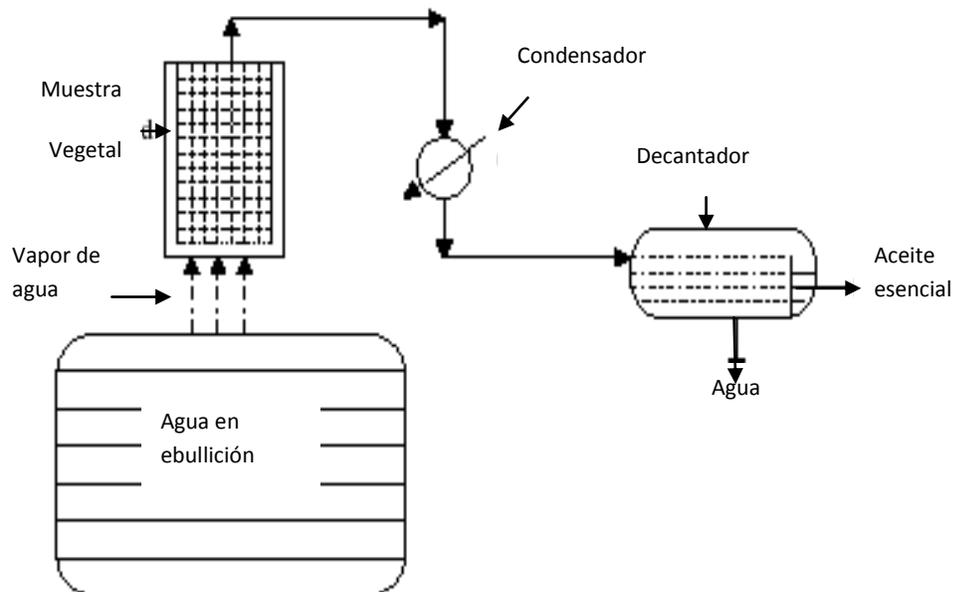 Condensador
Muestra
Vegetal
Decantador
Vapor de
agua
Aceite
esencial
Agua
Agua en
ebullición